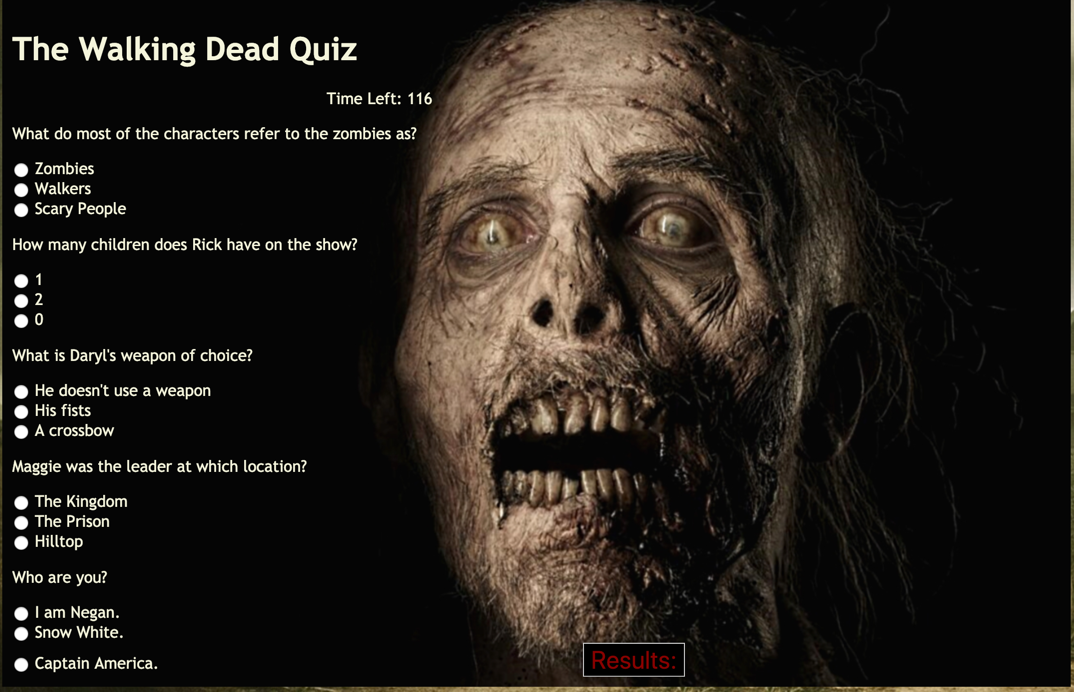 The Walking Dead Quiz
Time Left: 116
What do most of the characters refer to the zombies as?
Zombies
Walkers
Scary People
How many children does Rick have on the show?
1
2
0
What is Daryl's weapon of choice?
He doesn't use a weapon
His fists
A crossbow
Maggie was the leader at which location?
The Kingdom
The Prison
Hilltop
Who are you?
I am Negan.
Snow White.
Captain America.
Results: